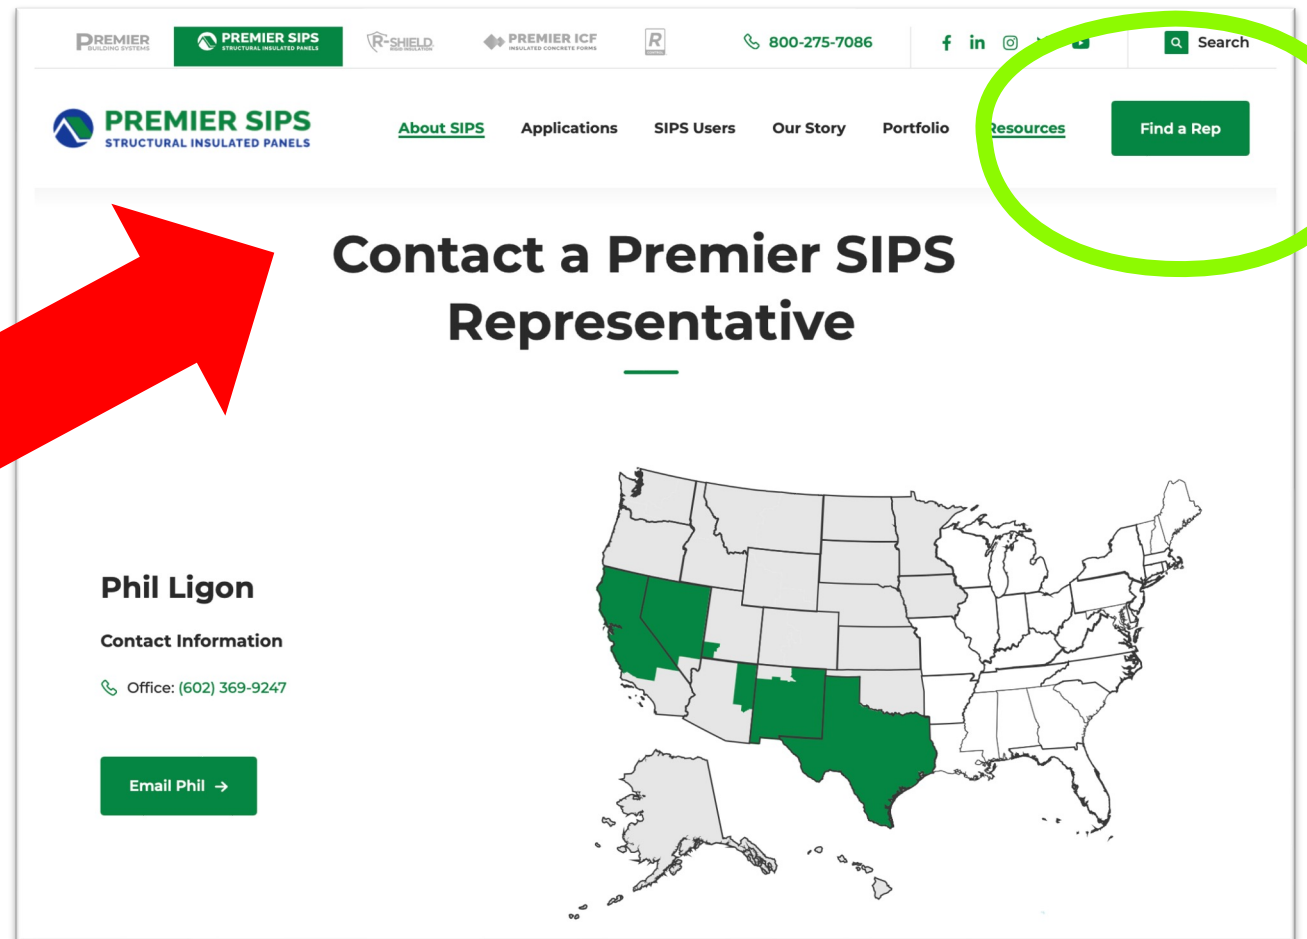 PREMIER
BUILDING SYSTEMS
PREMIER SIPS
STRUCTURAL INSULATED PANELS
R-SHIELD
PREMIER ICF
INSULATED CONCRETE FORMS
R
800-275-7086
f in
Search
PREMIER SIPS
STRUCTURAL INSULATED PANELS
About SIPS
Applications
SIPS Users
Our Story
Portfolio
Resources
Find a Rep
Contact a Premier SIPS
Representative
Phil Ligon
Contact Information
Office: (602) 369-9247
Email Phil →